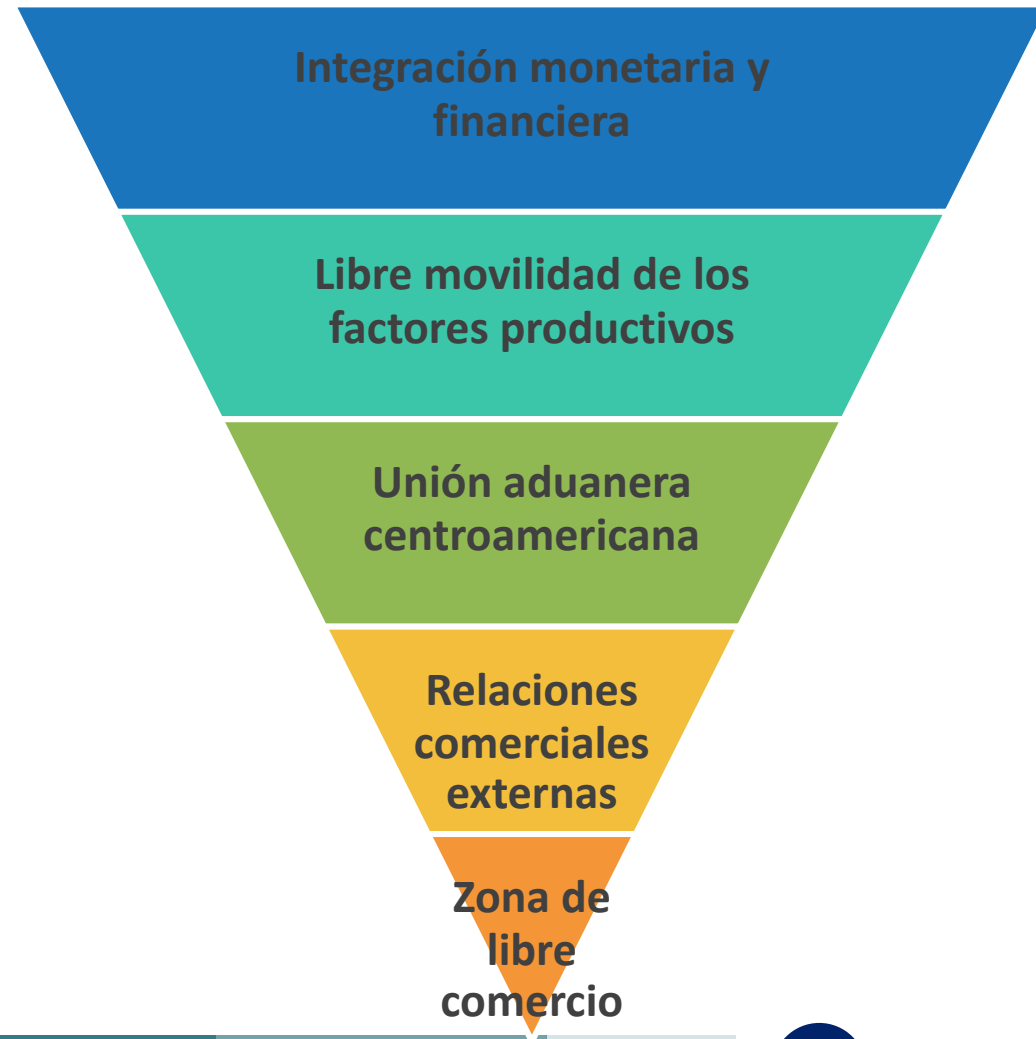 Integración monetaria y
financiera
Libre movilidad de los
factores productivos
Unión aduanera
centroamericana
Relaciones
comerciales
externas
Zona de
libre
comercio